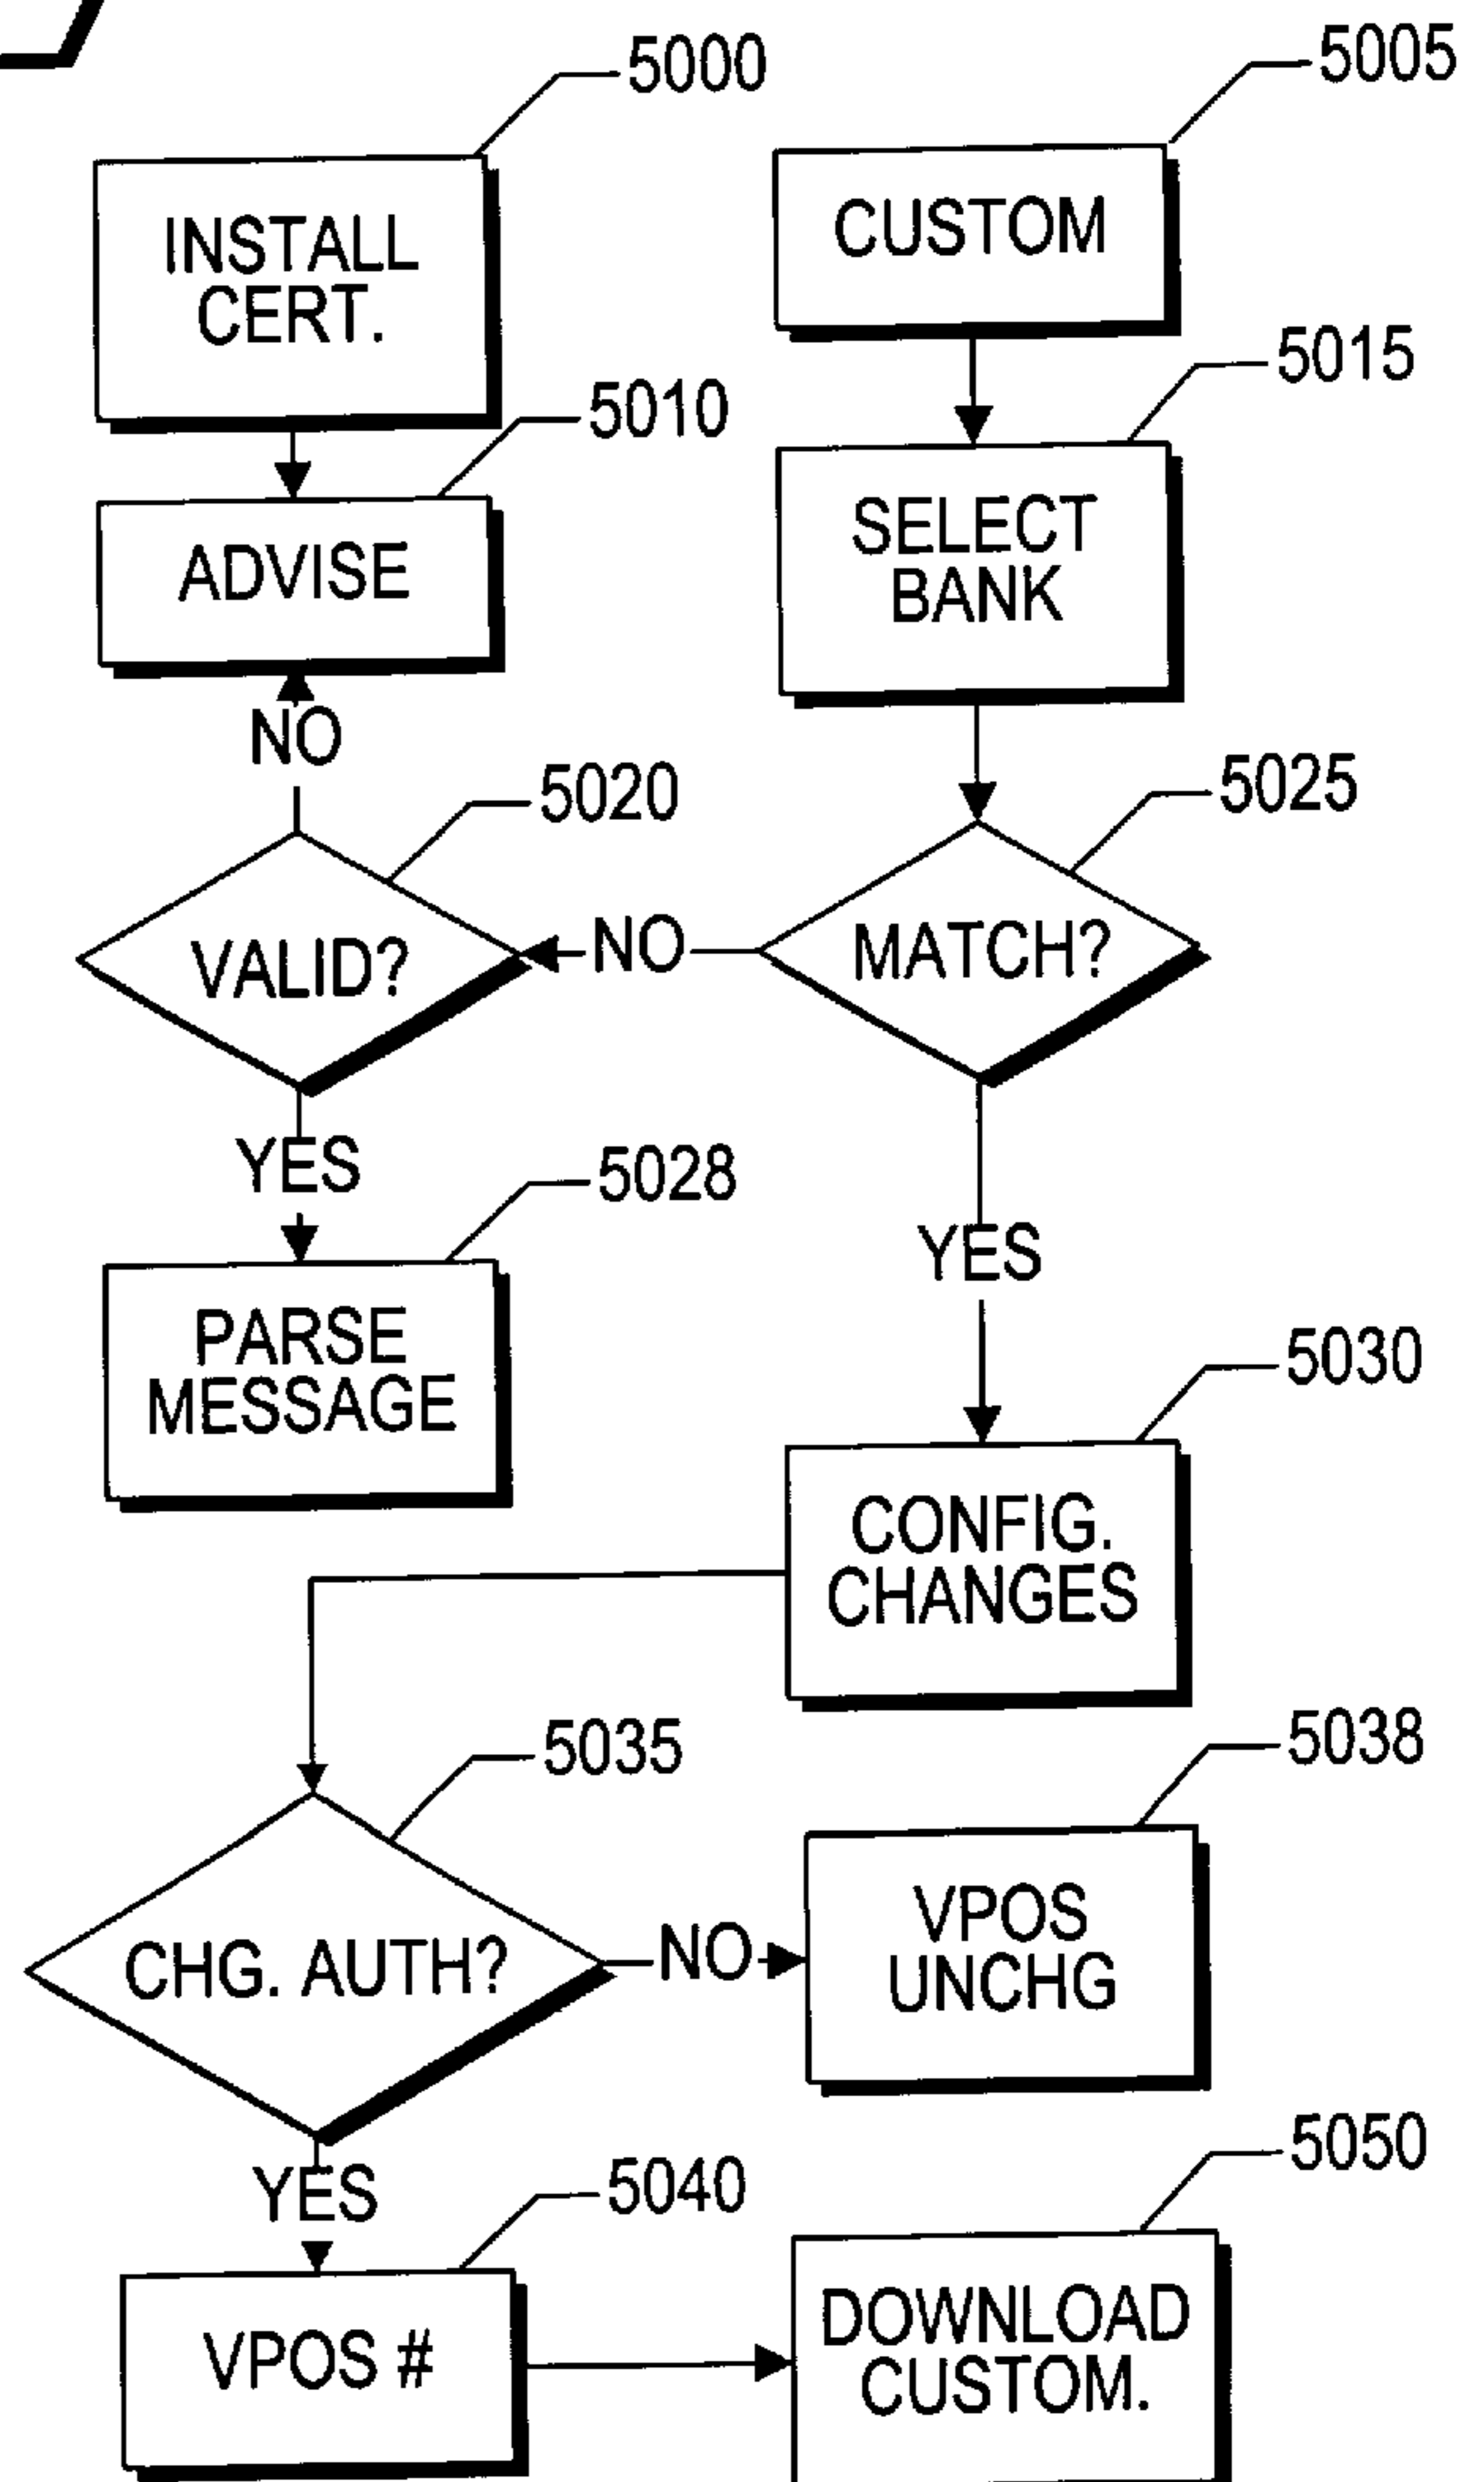 5000
5005
INSTALL
CERT.
CUSTOM
5010
5015
ADVISE
SELECT
BANK
NO
5020
5025
VALID?
NO
MATCH?
YES
5028
YES
PARSE
MESSAGE
5030
CONFIG.
CHANGES
5035
5038
CHG. AUTH?
NO
VPOS
UNCHG
YES
5040
5050
VPOS #
DOWNLOAD
CUSTOM.